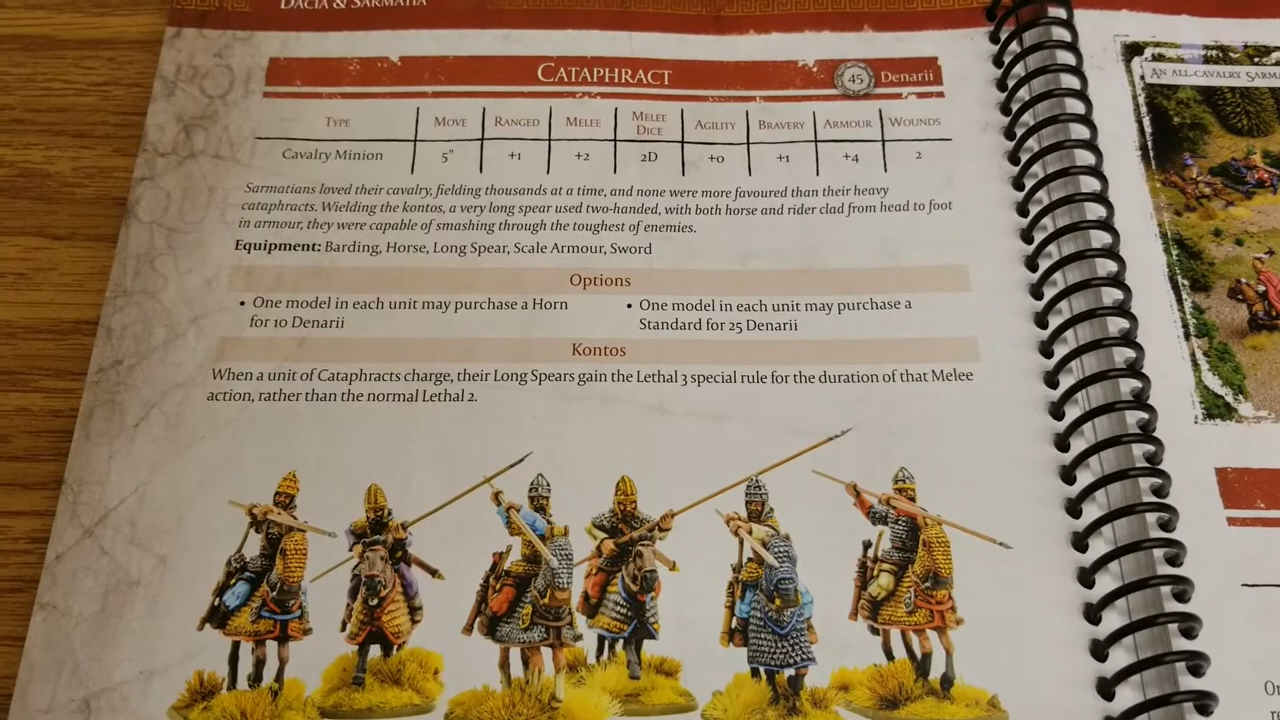 DACIA & SARMATIA
CATAPHRACT 45 Denarii
TYPE MOVE RANGED MELEE MELEE DICE AGILITY BRAVERY ARMOUR WOUNDS
Cavalry Minion 5" +1 +2 2D +0 +1 +4 2
Sarmatians loved their cavalry, fielding thousands at a time, and none were more favoured than their heavy
cataphracts. Wielding the kontos, a very long spear used two-handed, with both horse and rider clad from head to foot
in armour, they were capable of smashing through the toughest of enemies.
Equipment: Barding, Horse, Long Spear, Scale Armour, Sword
Options
• One model in each unit may purchase a Horn
for 10 Denarii
• One model in each unit may purchase a
Standard for 25 Denarii
Kontos
When a unit of Cataphracts charge, their Long Spears gain the Lethal 3 special rule for the duration of that Melee
action, rather than the normal Lethal 2.
AN ALL-CAVALRY